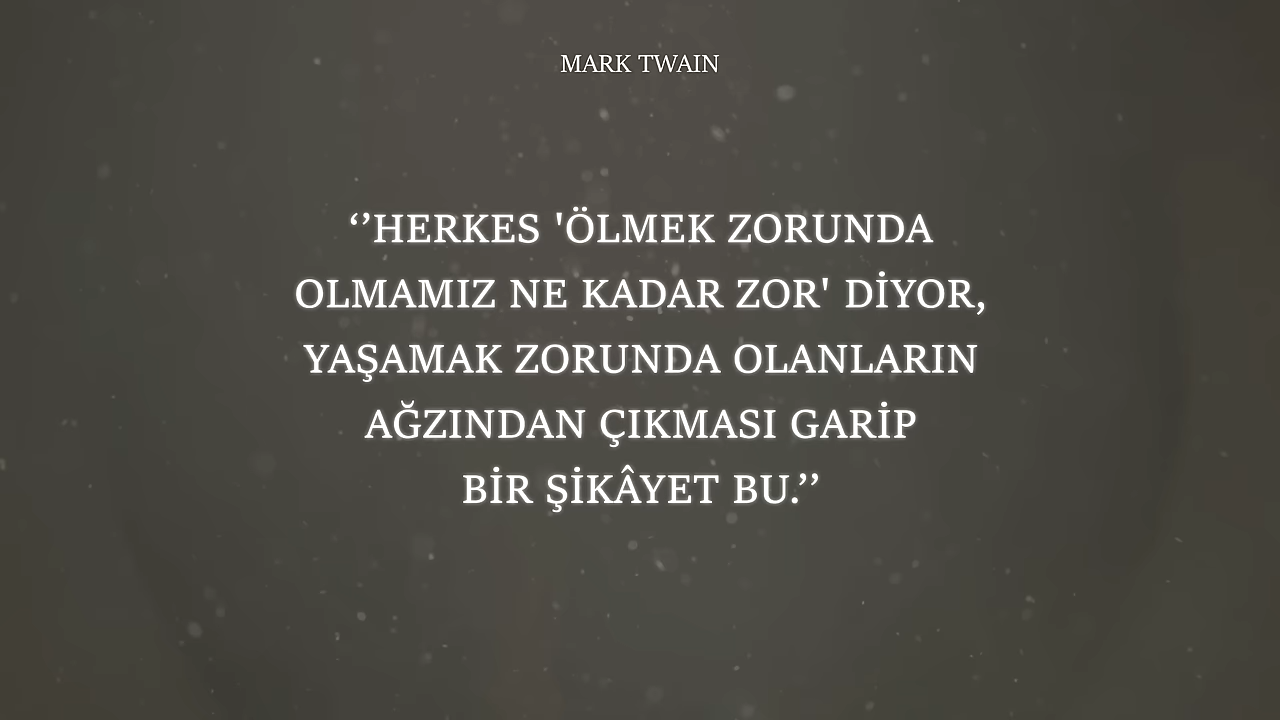 MARK TWAIN
‘’HERKES 'ÖLMEK ZORUNDA
OLMAMIZ NE KADAR ZOR' DİYOR,
YAŞAMAK ZORUNDA OLANLARIN
AĞZINDAN ÇIKMASI GARİP
BİR ŞİKÂYET BU.’’